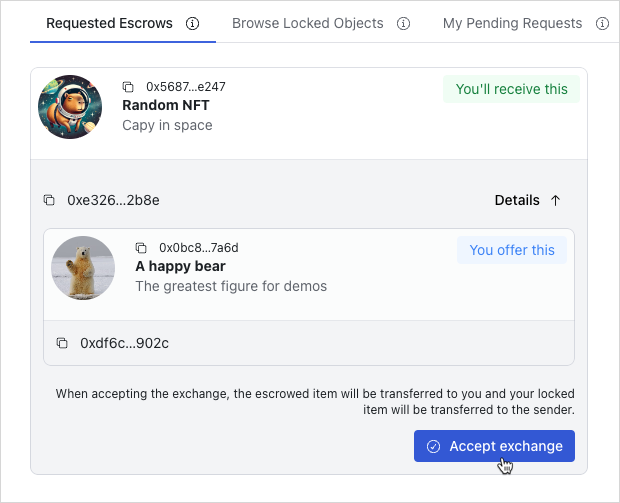 Requested Escrows
Browse Locked Objects
My Pending Requests
0x5687...e247
You'll receive this
Random NFT
Capy in space
0xe326...2b8e
Details
0x0bc8...7a6d
You offer this
A happy bear
The greatest figure for demos
0xdf6c...902c
When accepting the exchange, the escrowed item will be transferred to you and your locked
item will be transferred to the sender.
Accept exchange